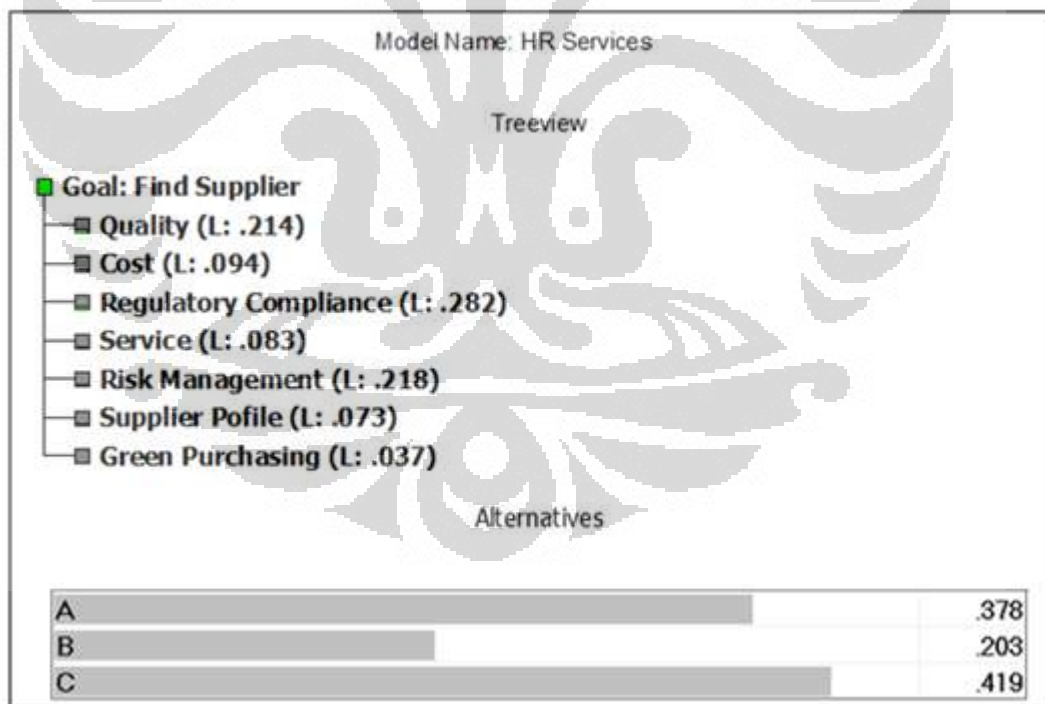 Model Name: HR Services
Treeview
Goal: Find Supplier
Quality (L: .214)
Cost (L: .094)
Regulatory Compliance (L: .282)
Service (L: .083)
Risk Management (L: .218)
Supplier Pofile (L: .073)
Green Purchasing (L: .037)
Alternatives
A .378
B .203
C .419